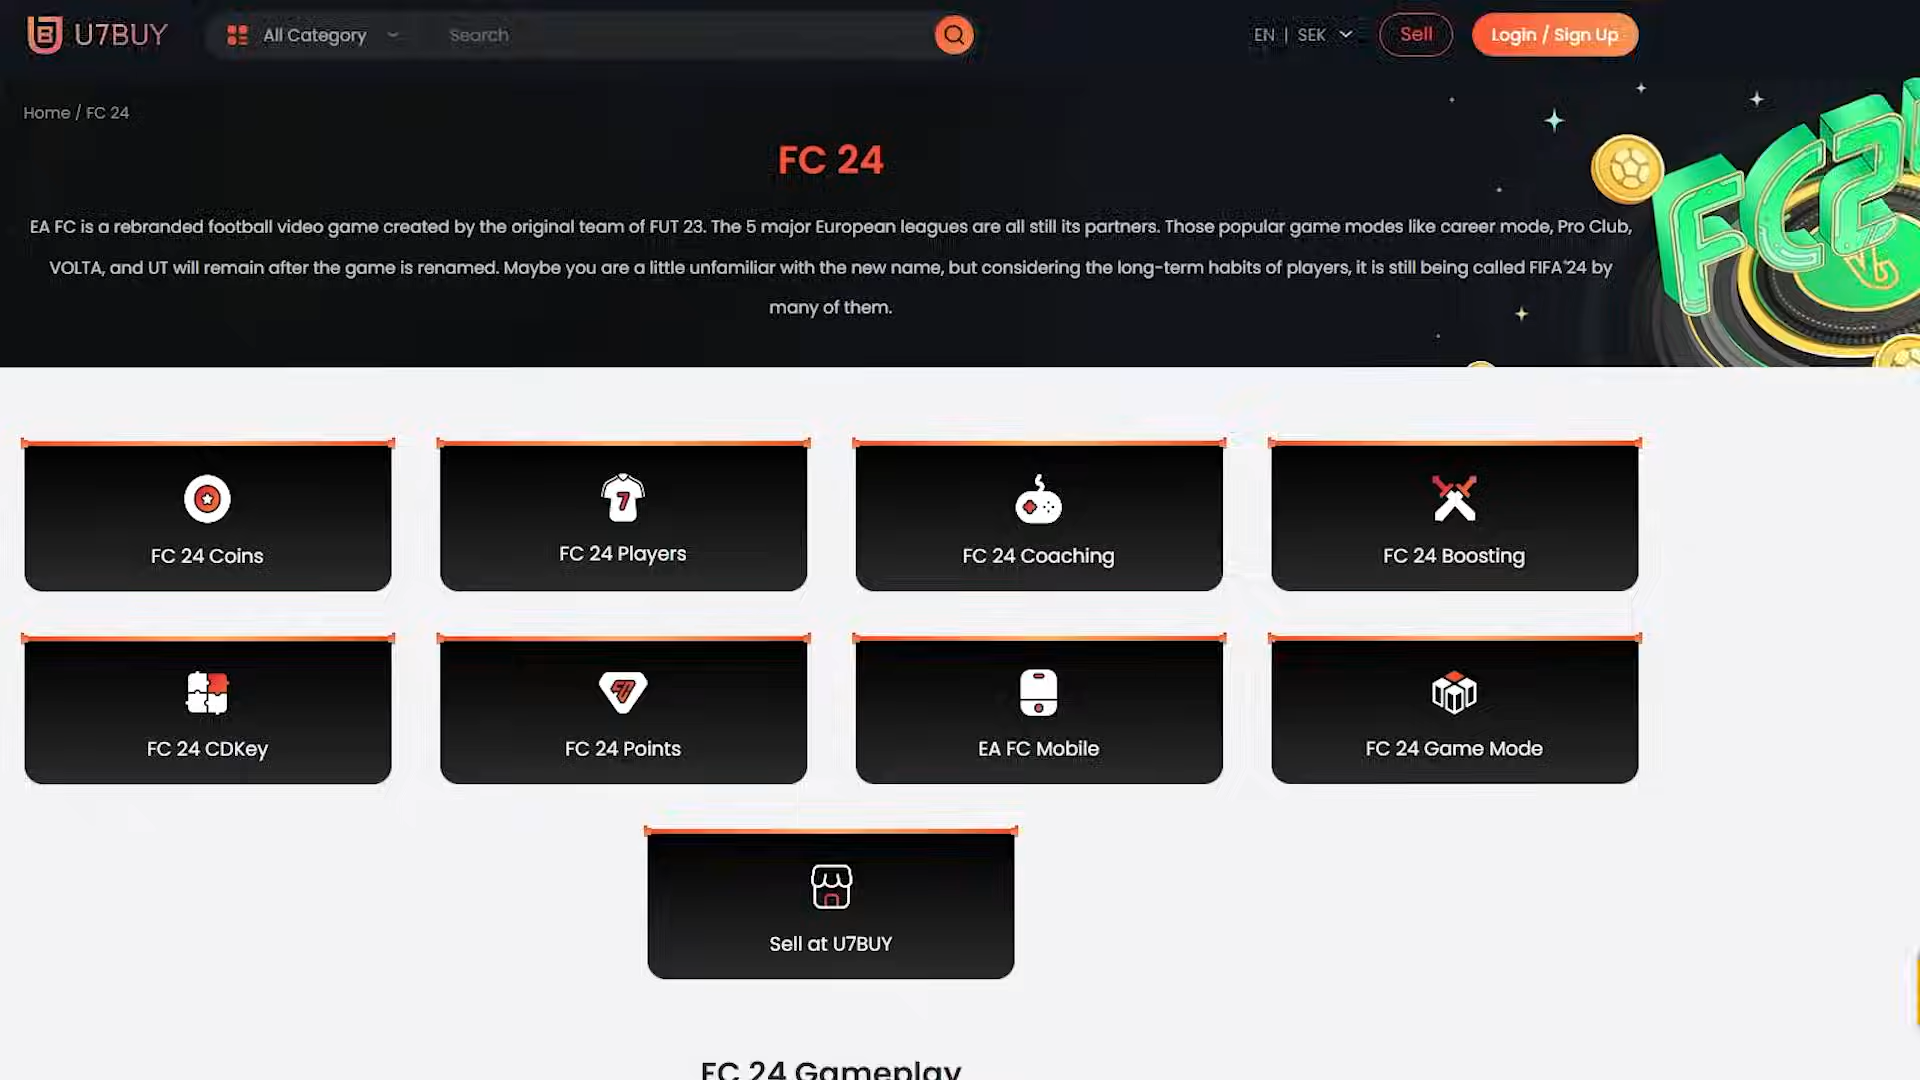 U7BUY
All Category
Search
EN | SEK
Sell
Login / Sign Up
Home / FC 24
FC 24
EA FC is a rebranded football video game created by the original team of FUT 23. The 5 major European leagues are all still its partners. Those popular game modes like career mode, Pro Club,
VOLTA, and UT will remain after the game is renamed. Maybe you are a little unfamiliar with the new name, but considering the long-term habits of players, it is still being called FIFA 24 by
many of them.
FC2
FC 24 Coins
7
FC 24 Players
FC 24 Coaching
FC 24 Boosting
FC 24 CDKey
FC 24 Points
EA FC Mobile
FC 24 Game Mode
Sell at U7BUY
FC 24 Gameplay